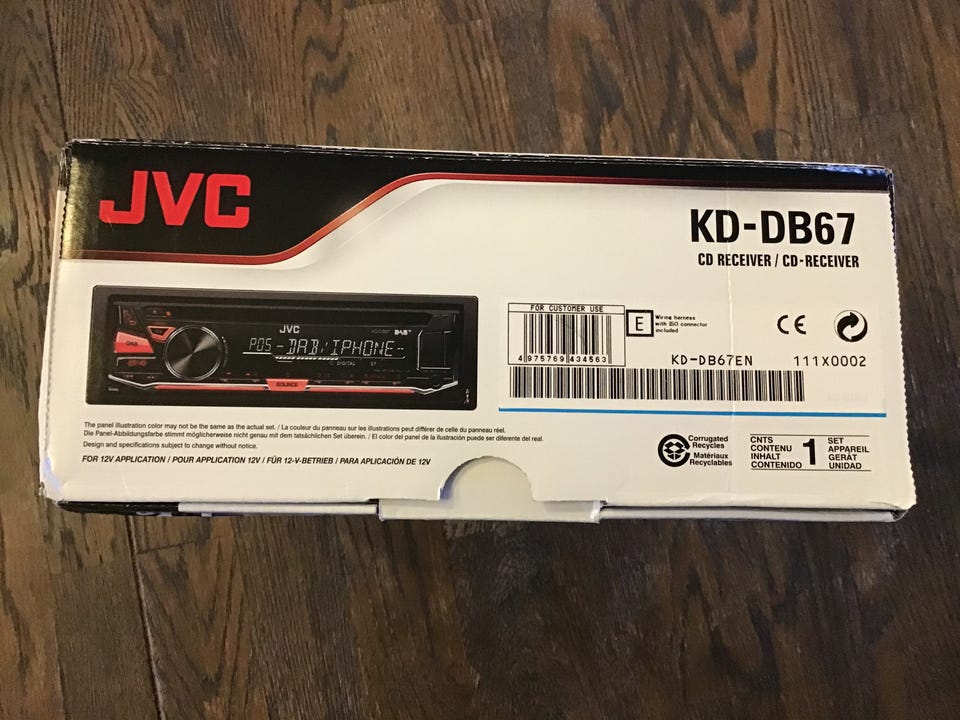 JVC
KD-DB67
CD RECEIVER / CD-RECEIVER
JVC
DAB+
POS - DAB/IPHONE-
DAB
SOURCE
FOR CUSTOMER USE
4 975769 434563
E
Wiring harness
with ISO connector
included
CE
KD-DB67EN
111X0002
The panel illustration color may not be the same as the actual set. / La couleur du panneau sur les illustrations peut différer de celle du panneau réel.
Die Panel-Abbildungsfarbe stimmt möglicherweise nicht genau mit dem tatsächlichen Set überein. / El color del panel de la ilustración puede ser diferente del real.
Design and specifications subject to change without notice.
FOR 12V APPLICATION / POUR APPLICATION 12V / FÜR 12-V-BETRIEB / PARA APLICACIÓN DE 12V
Corrugated
Recycles
Matériaux
Recyclables
CNTS
CONTENU
INHALT
CONTENIDO
1
SET
APPAREIL
GERÄT
UNIDAD